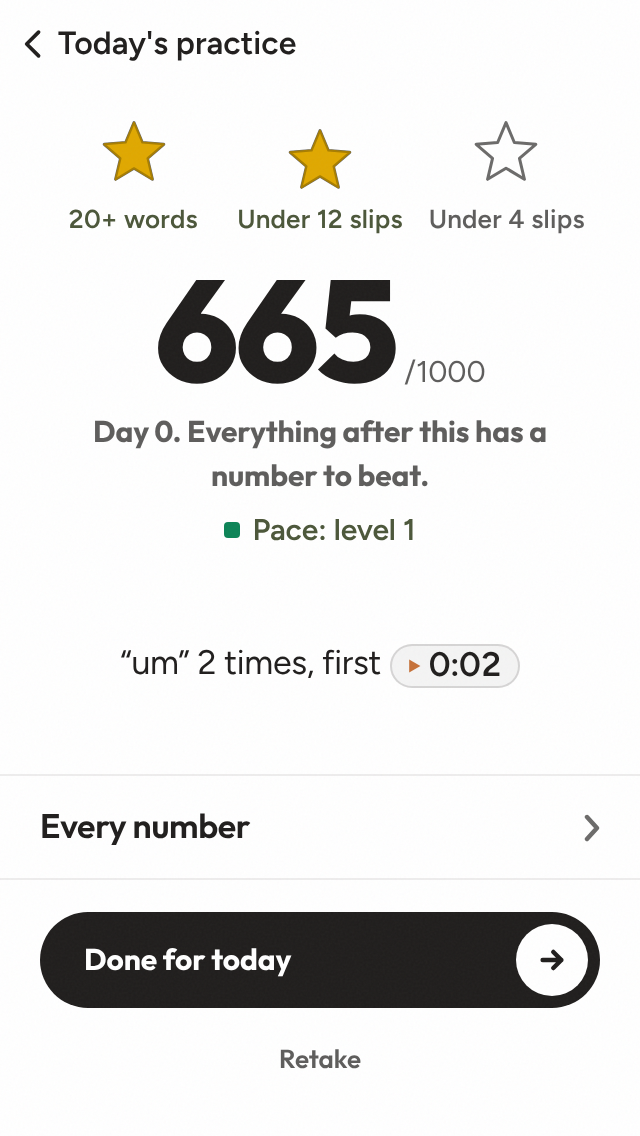 Today's practice
20+ words
Under 12 slips
Under 4 slips
665 /1000
Day 0. Everything after this has a
number to beat.
Pace: level 1
“um” 2 times, first 0:02
Every number
Done for today
Retake